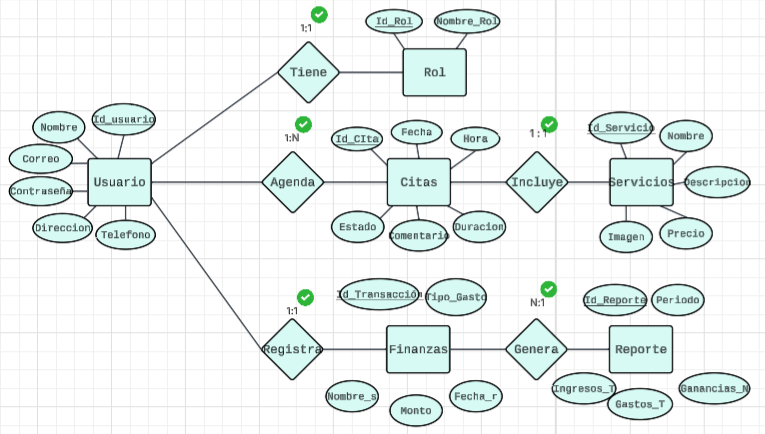 1:1
Id_Rol
Nombre_Rol
Tiene
Rol
Nombre
Id_usuario
Correo
Contraseña
Usuario
Direccion
Telefono
1:N
Agenda
Id_CIta
Fecha
Hora
Citas
Estado
Comentario
Duracion
1 : 1
Incluye
Id_Servicio
Nombre
Servicios
Descripcion
Imagen
Precio
1:1
Registra
Id_Transacción
Tipo_Gasto
Finanzas
Nombre_s
Monto
Fecha_r
N:1
Genera
Id_Reporte
Periodo
Reporte
Ingresos_T
Gastos_T
Ganancias_N